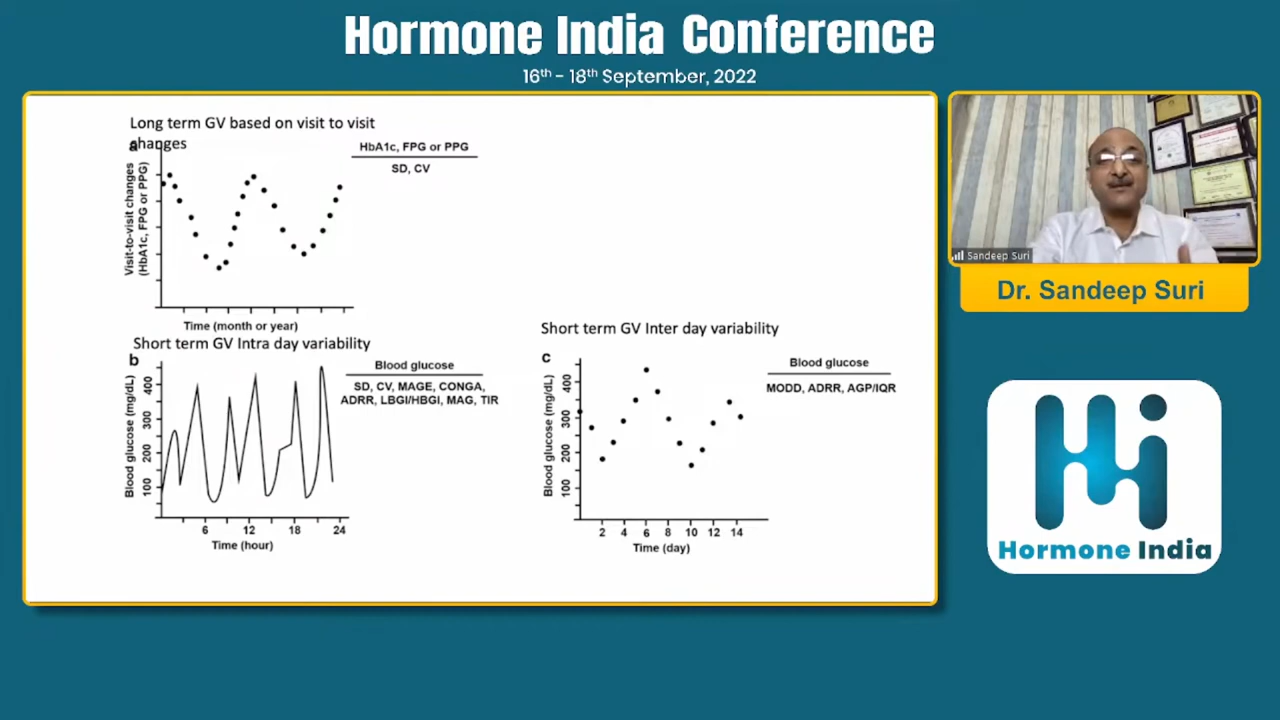 Hormone India Conference
16th - 18th September, 2022
Long term GV based on visit to visit
changes
a
HbA1c, FPG or PPG
SD, CV
Visit-to-visit changes
(HbA1c, FPG or PPG)
Time (month or year)
Short term GV Intra day variability
b
Blood glucose
SD, CV, MAGE, CONGA,
ADRR, LBGI/HBGI, MAG, TIR
Blood glucose (mg/dL)
400
300
200
100
6 12 18 24
Time (hour)
Short term GV Inter day variability
c
Blood glucose
MODD, ADRR, AGP/IQR
Blood glucose (mg/dL)
400
300
200
100
2 4 6 8 10 12 14
Time (day)
Sandeep Suri
Dr. Sandeep Suri
Hi
Hormone India